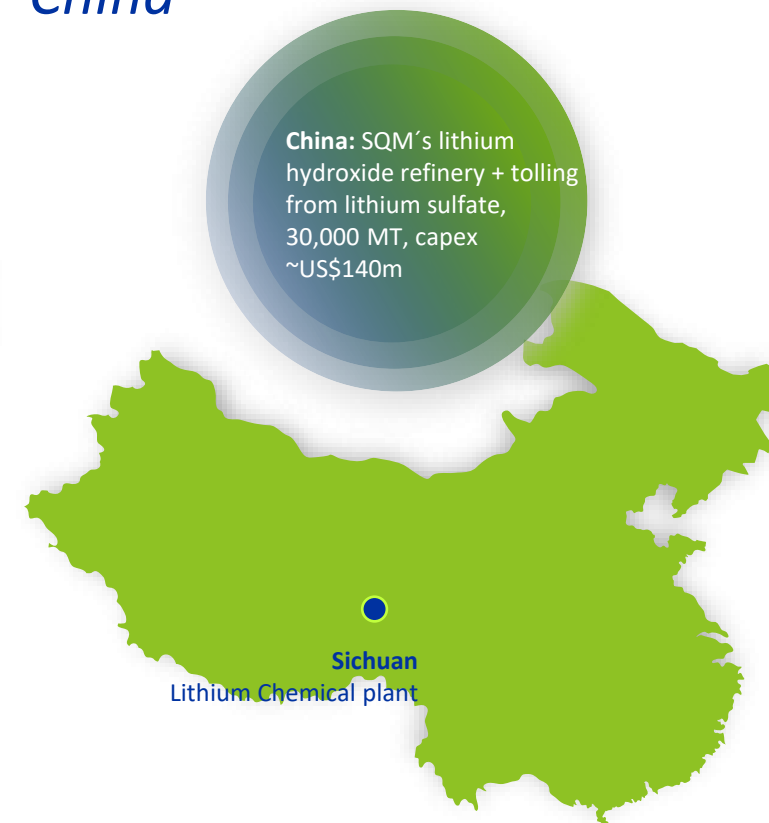 China
China: SQM´s lithium
hydroxide refinery + tolling
from lithium sulfate,
30,000 MT, capex
~US$140m
Sichuan
Lithium Chemical plant